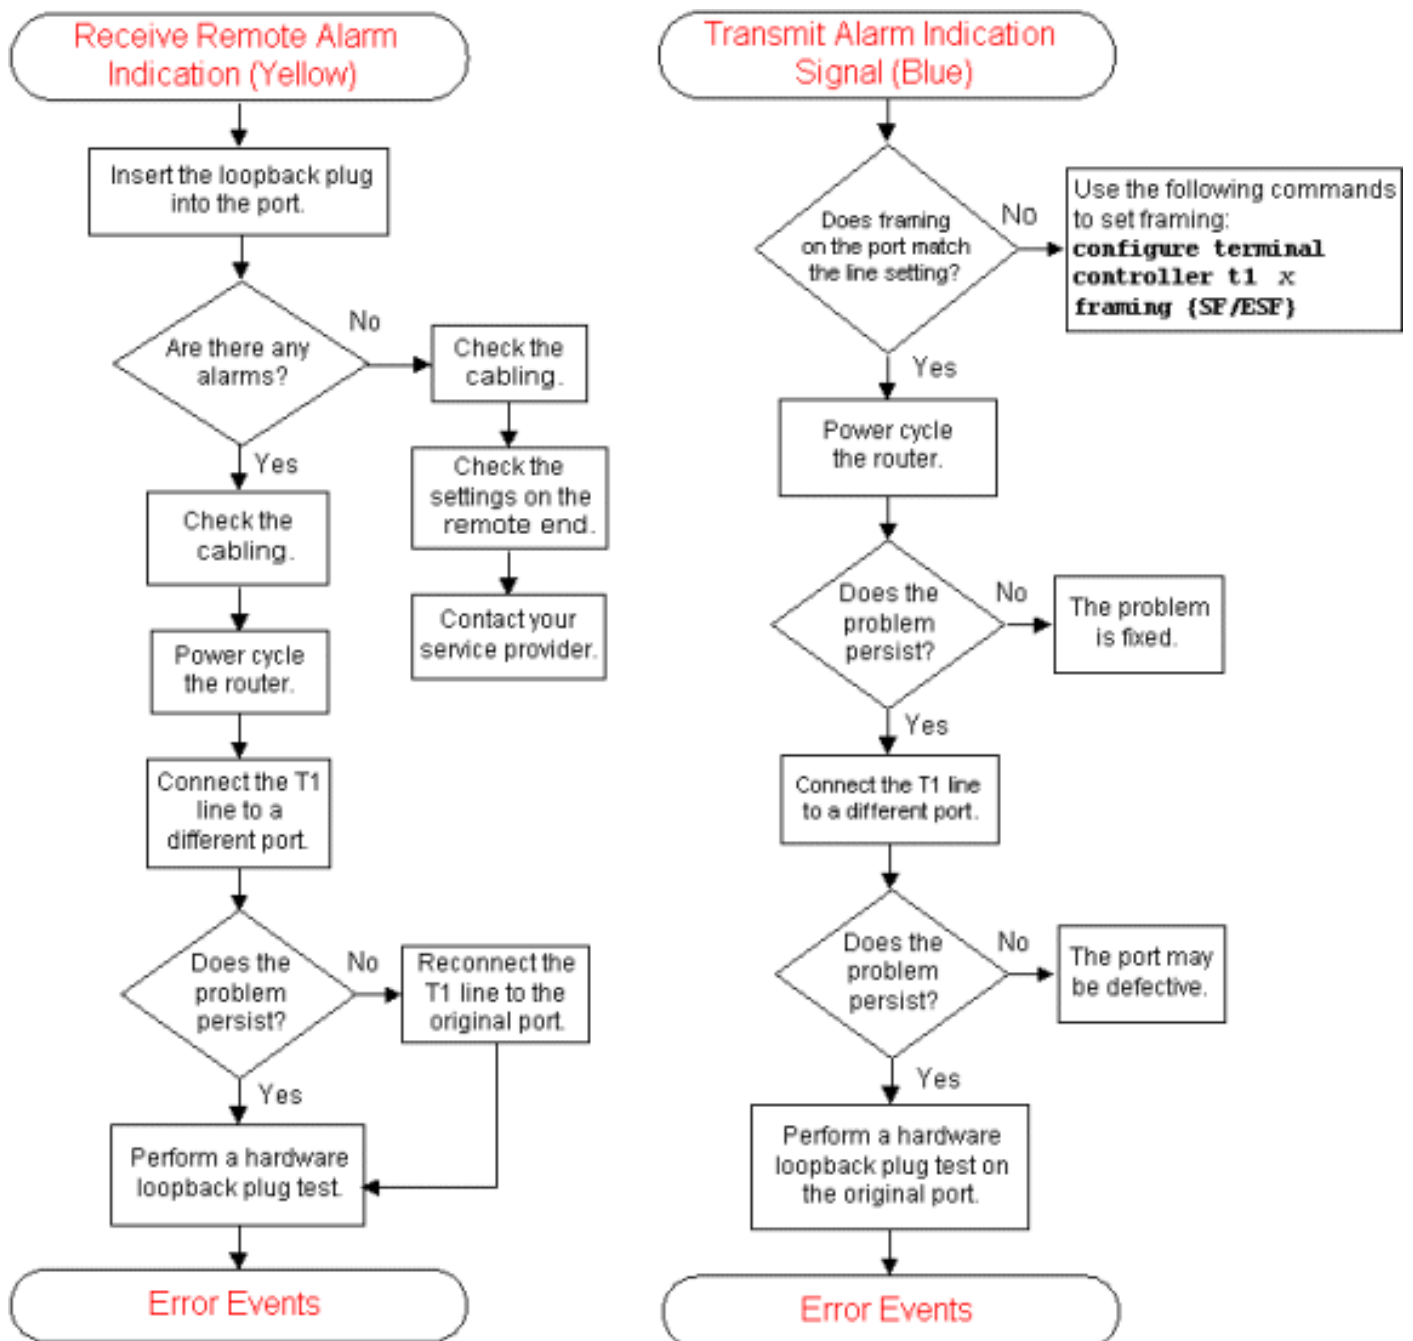 Receive Remote Alarm
Indication (Yellow)
Insert the loopback plug
into the port.
Are there any
alarms?
No
Check the
cabling.
Check the
settings on the
remote end.
Contact your
service provider.
Yes
Check the
cabling.
Power cycle
the router.
Connect the T1
line to a
different port.
Does the
problem
persist?
No
Reconnect the
T1 line to the
original port.
Yes
Perform a hardware
loopback plug test.
Error Events
Transmit Alarm Indication
Signal (Blue)
Does framing
on the port match
the line setting?
No
Use the following commands
to set framing:
configure terminal
controller t1 x
framing {SF/ESF}
Yes
Power cycle
the router.
Does the
problem
persist?
No
The problem
is fixed.
Yes
Connect the T1 line
to a different port.
Does the
problem
persist?
No
The port may
be defective.
Yes
Perform a hardware
loopback plug test on
the original port.
Error Events